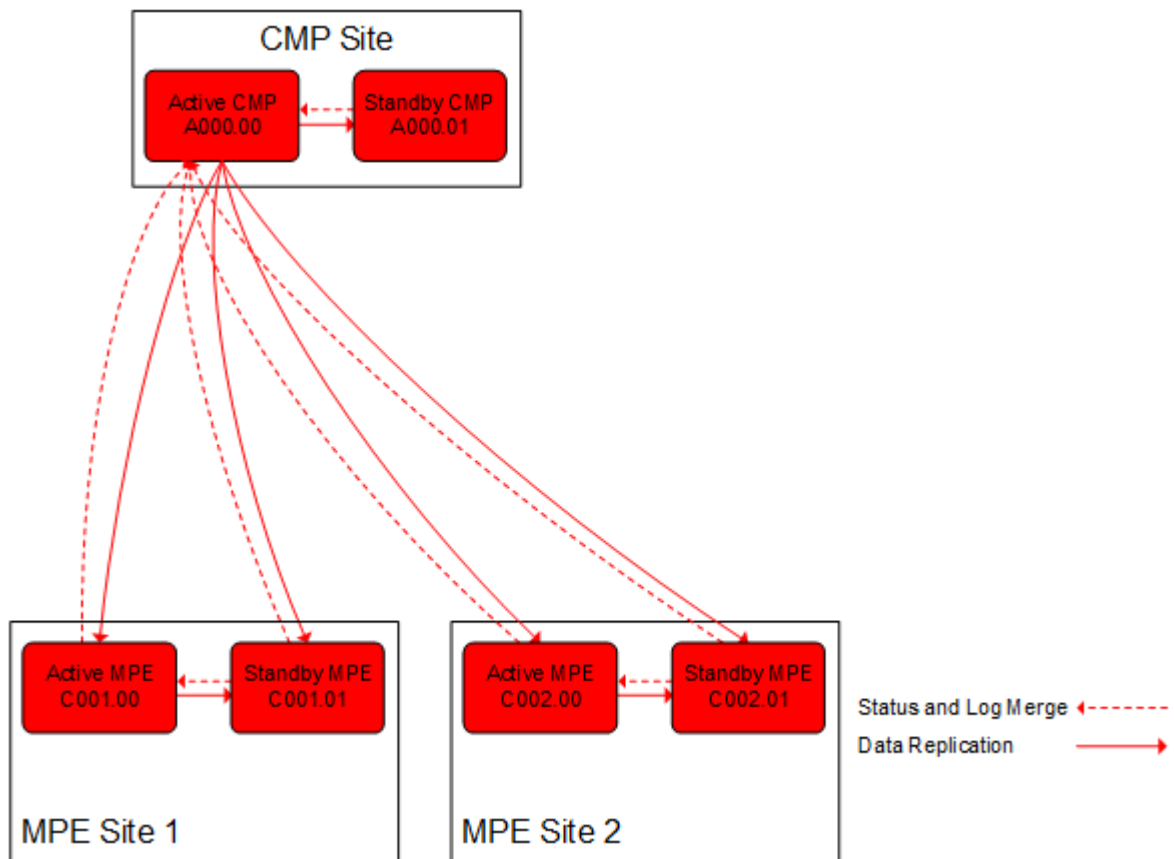 CMP Site
Active CMP
A000.00
Standby CMP
A000.01
Active MPE
C001.00
Standby MPE
C001.01
MPE Site 1
Active MPE
C002.00
Standby MPE
C002.01
MPE Site 2
Status and Log Merge
Data Replication